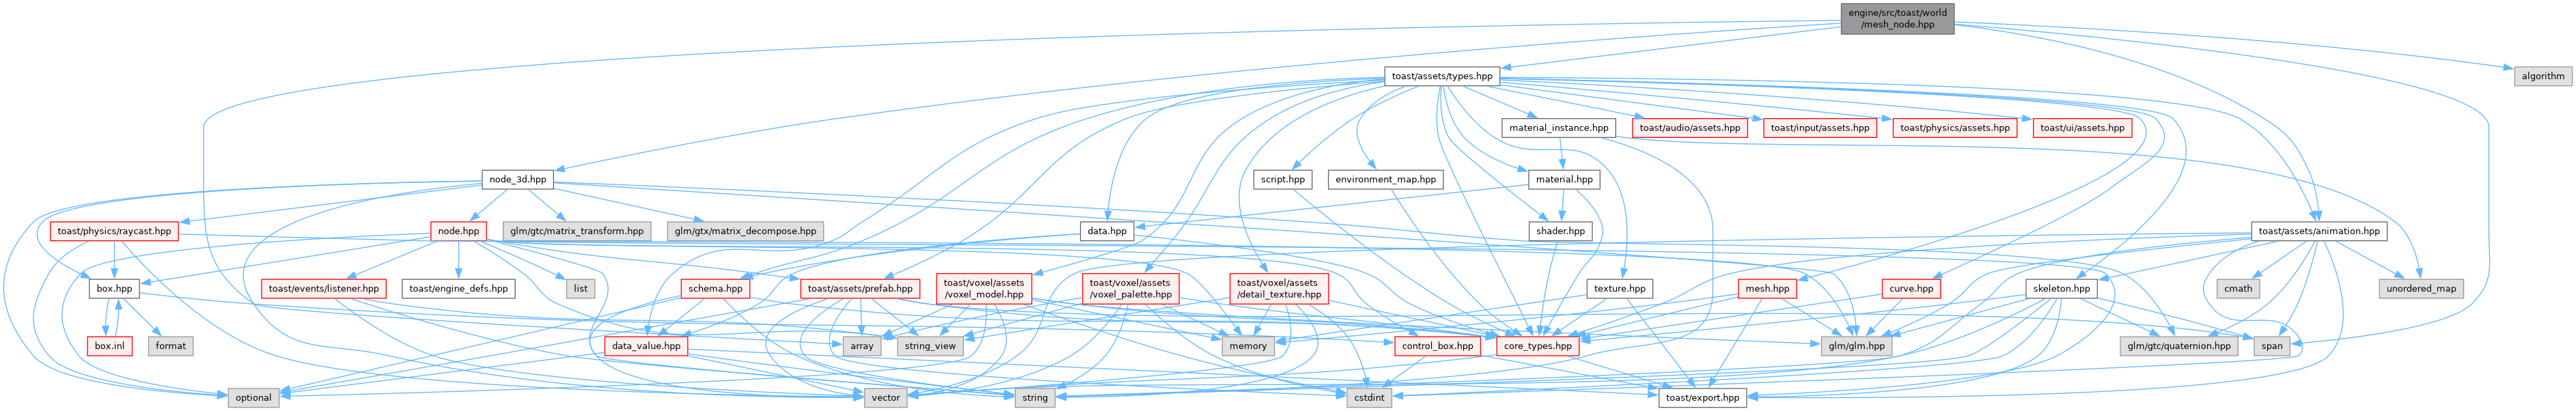 engine/src/toast/world
/mesh_node.hpp
toast/assets/types.hpp
algorithm
material_instance.hpp
toast/audio/assets.hpp
toast/input/assets.hpp
toast/physics/assets.hpp
toast/ui/assets.hpp
node_3d.hpp
script.hpp
environment_map.hpp
material.hpp
toast/physics/raycast.hpp
node.hpp
glm/gtc/matrix_transform.hpp
glm/gtx/matrix_decompose.hpp
data.hpp
shader.hpp
toast/assets/animation.hpp
box.hpp
toast/events/listener.hpp
toast/engine_defs.hpp
list
schema.hpp
toast/assets/prefab.hpp
toast/voxel/assets
/voxel_model.hpp
toast/voxel/assets
/voxel_palette.hpp
toast/voxel/assets
/detail_texture.hpp
texture.hpp
mesh.hpp
curve.hpp
skeleton.hpp
cmath
unordered_map
box.inl
format
data_value.hpp
array
string_view
memory
control_box.hpp
core_types.hpp
glm/glm.hpp
glm/gtc/quaternion.hpp
span
optional
vector
string
cstdint
toast/export.hpp